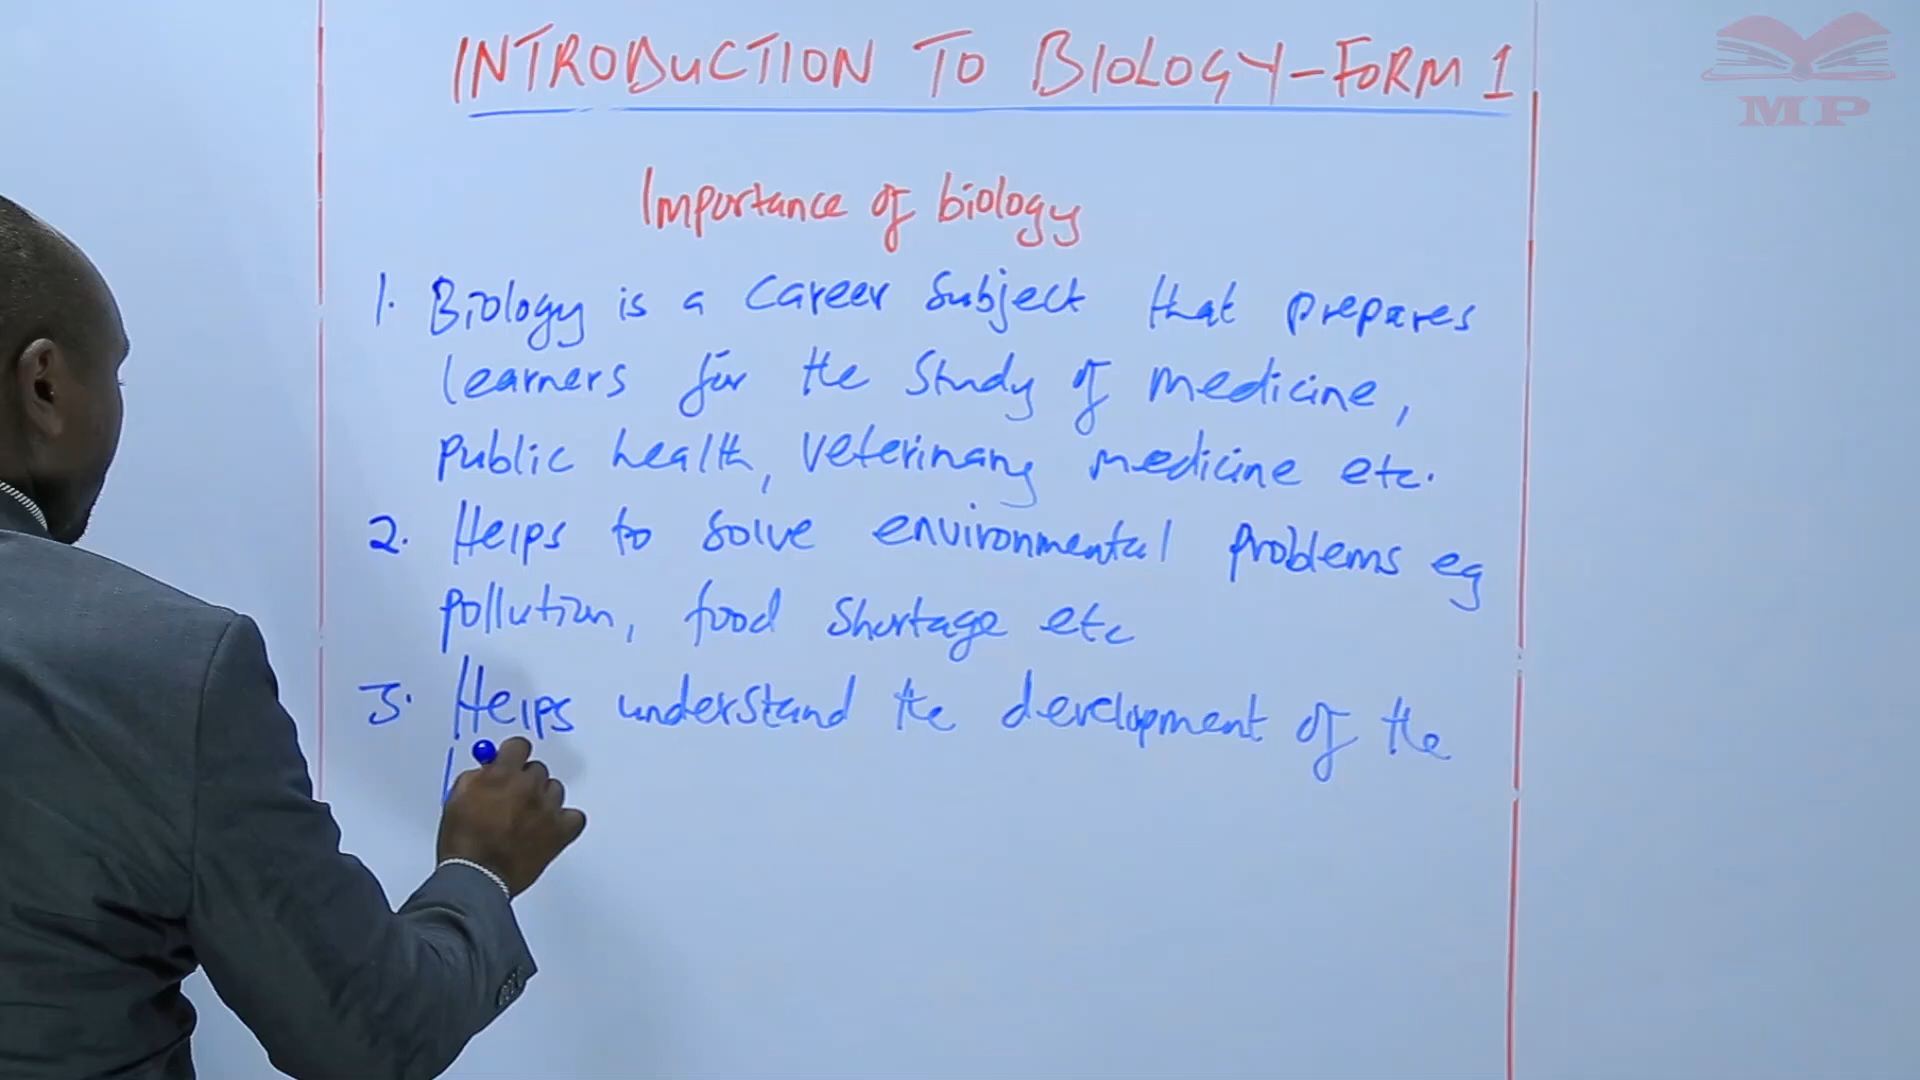 INTRODUCTION TO BIOLOGY-FORM 1
MP
Importance of biology
1. Biology is a career subject that prepares
learners for the study of medicine,
public health, veterinary medicine etc.
2. Helps to solve environmental problems eg
pollution, food shortage etc
3. Helps understand the development of the